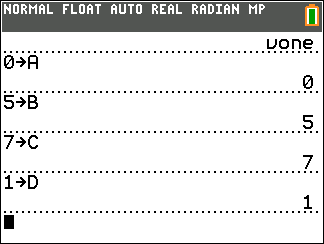 NORMAL FLOAT AUTO REAL RADIAN MP
Done
0→A
0
5→B
5
7→C
7
1→D
1